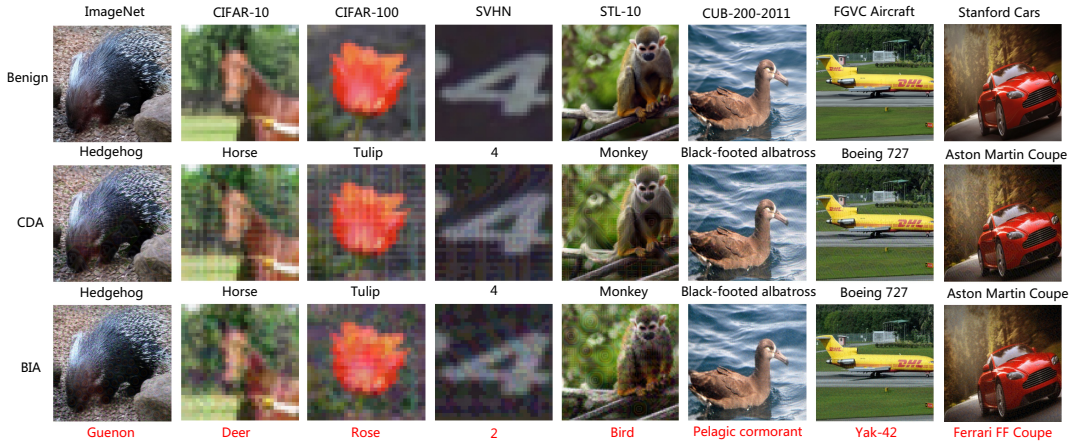 ImageNet CIFAR-10 CIFAR-100 SVHN STL-10 CUB-200-2011 FGVC Aircraft Stanford Cars
Benign
4
DHL
Hedgehog Horse Tulip 4 Monkey Black-footed albatross Boeing 727 Aston Martin Coupe
CDA
4
DHL
Hedgehog Horse Tulip 4 Monkey Black-footed albatross Boeing 727 Aston Martin Coupe
BIA
4
DHL
Guenon Deer Rose 2 Bird Pelagic cormorant Yak-42 Ferrari FF Coupe